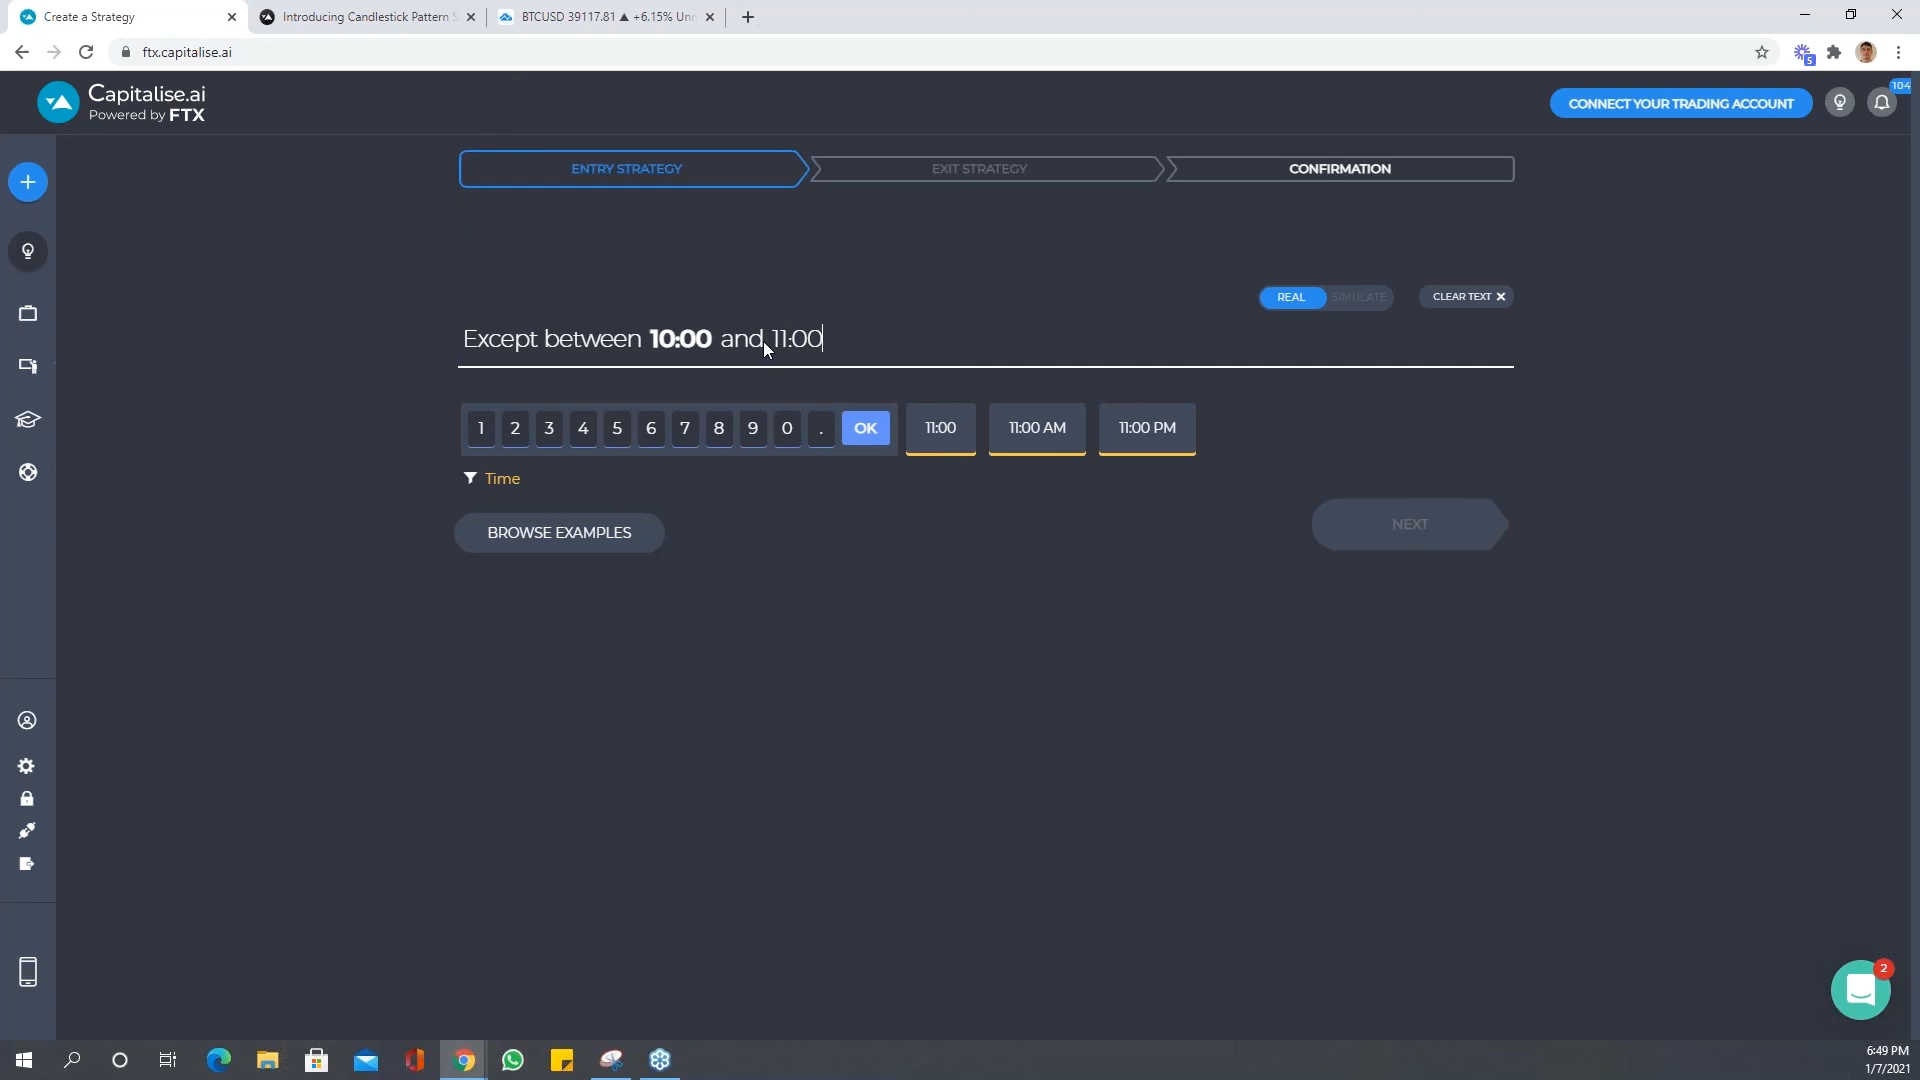 Create a Strategy
Introducing Candlestick Pattern S
BTCUSD 39117.81 ▲ +6.15% Unn
ftx.capitalise.ai
5
Capitalise.ai
Powered by FTX
CONNECT YOUR TRADING ACCOUNT
104
ENTRY STRATEGY
EXIT STRATEGY
CONFIRMATION
REAL
SIMULATE
CLEAR TEXT ✕
Except between 10:00 and 11:00
1 2 3 4 5 6 7 8 9 0 . OK
11:00
11:00 AM
11:00 PM
Time
BROWSE EXAMPLES
NEXT
2
6:49 PM
1/7/2021